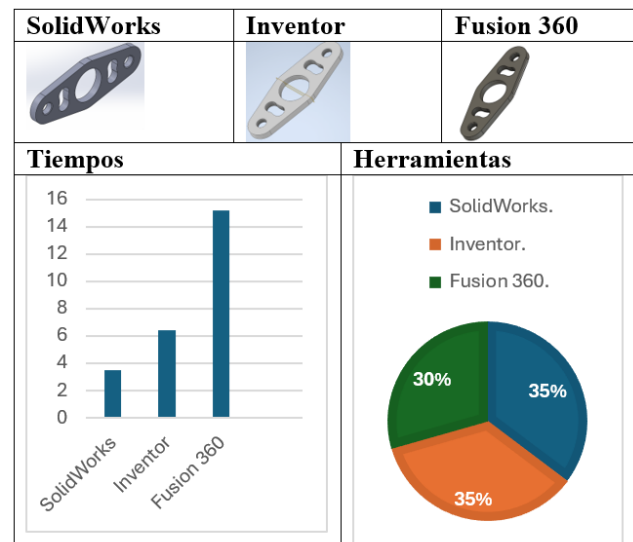 SolidWorks
Inventor
Fusion 360
Tiempos
Herramientas
16
14
12
10
8
6
4
2
0
SolidWorks
Inventor
Fusion 360
SolidWorks.
Inventor.
Fusion 360.
30%
35%
35%